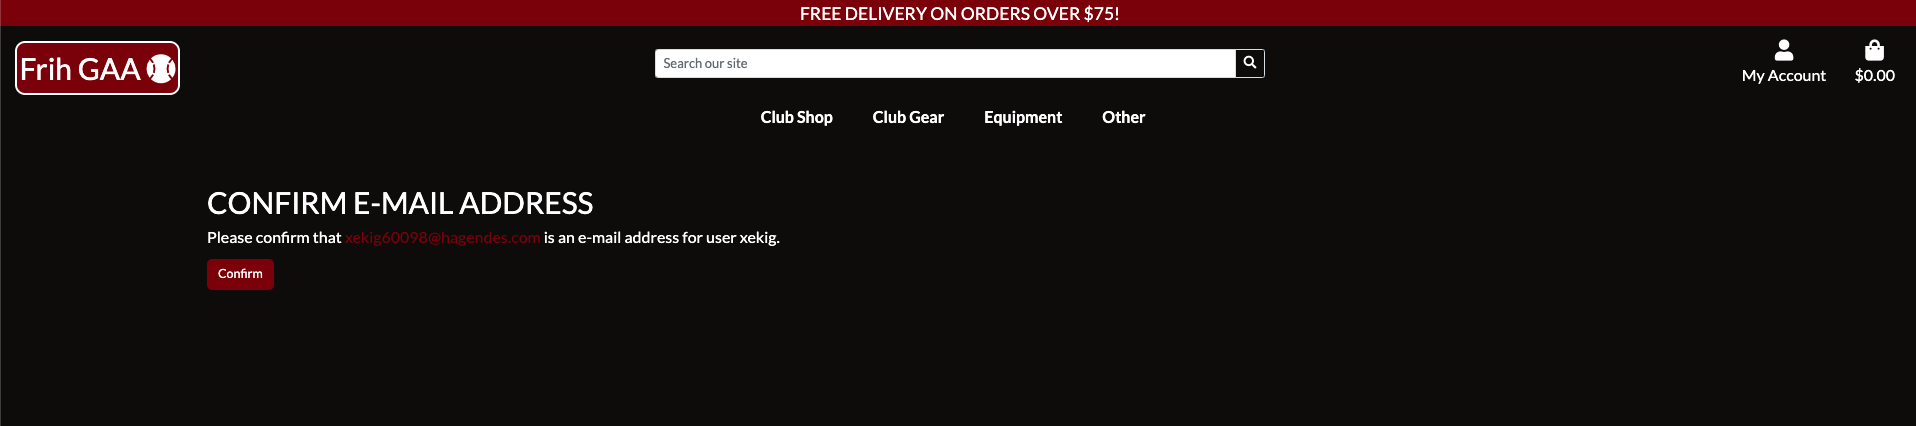 FREE DELIVERY ON ORDERS OVER $75!
Frih GAA
Search our site
My Account
$0.00
Club Shop Club Gear Equipment Other
CONFIRM E-MAIL ADDRESS
Please confirm that xekig60098@hagendes.com is an e-mail address for user xekig.
Confirm